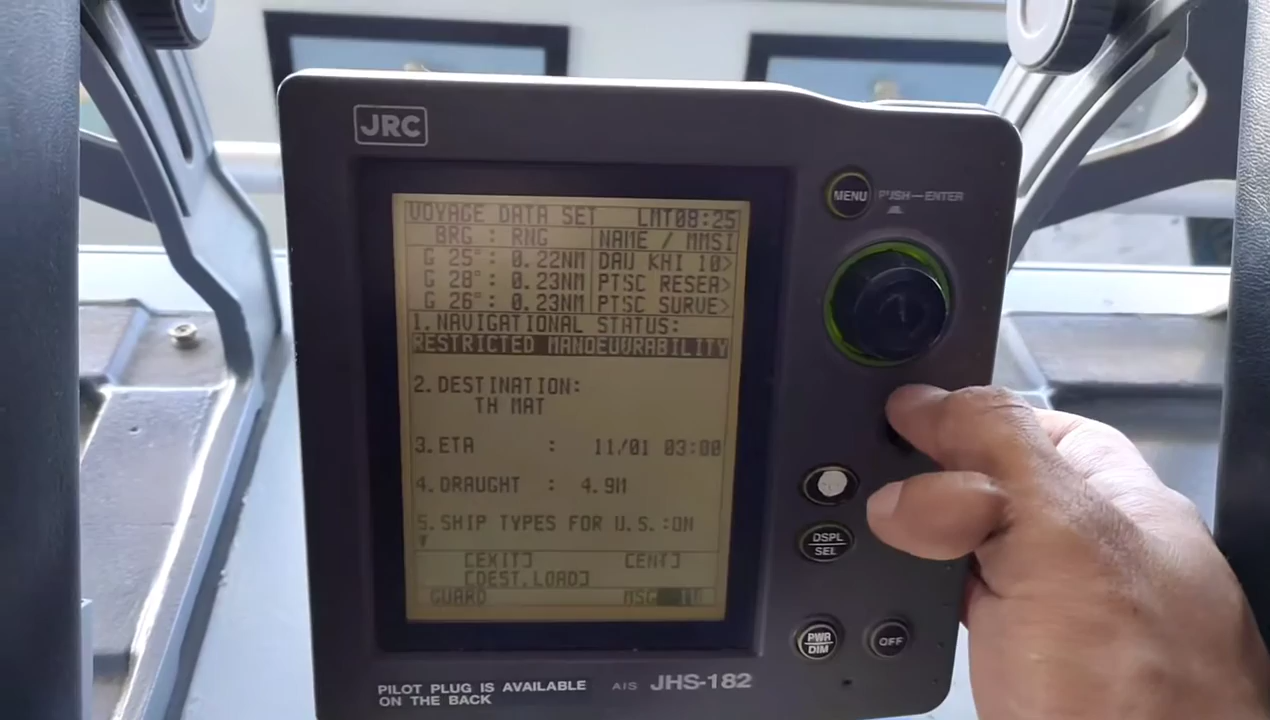 JRC
MENU
PUSH—ENTER
VOYAGE DATA SET LMT08:25
BRG : RNG NAME / MMSI
G 25°: 0.22NM DAU KHI 10>
G 28°: 0.23NM PTSC RESEA>
G 26°: 0.23NM PTSC SURVE>
1.NAVIGATIONAL STATUS:
RESTRICTED MANOEUVRABILITY
2.DESTINATION:
TH MAT
3.ETA : 11/01 03:00
4.DRAUGHT : 4.9M
5.SHIP TYPES FOR U.S.:ON
[EXIT] [ENT]
[DEST.LOAD]
GUARD MSG
DSPL
SEL
PWR
DIM
OFF
PILOT PLUG IS AVAILABLE
ON THE BACK
AIS JHS-182